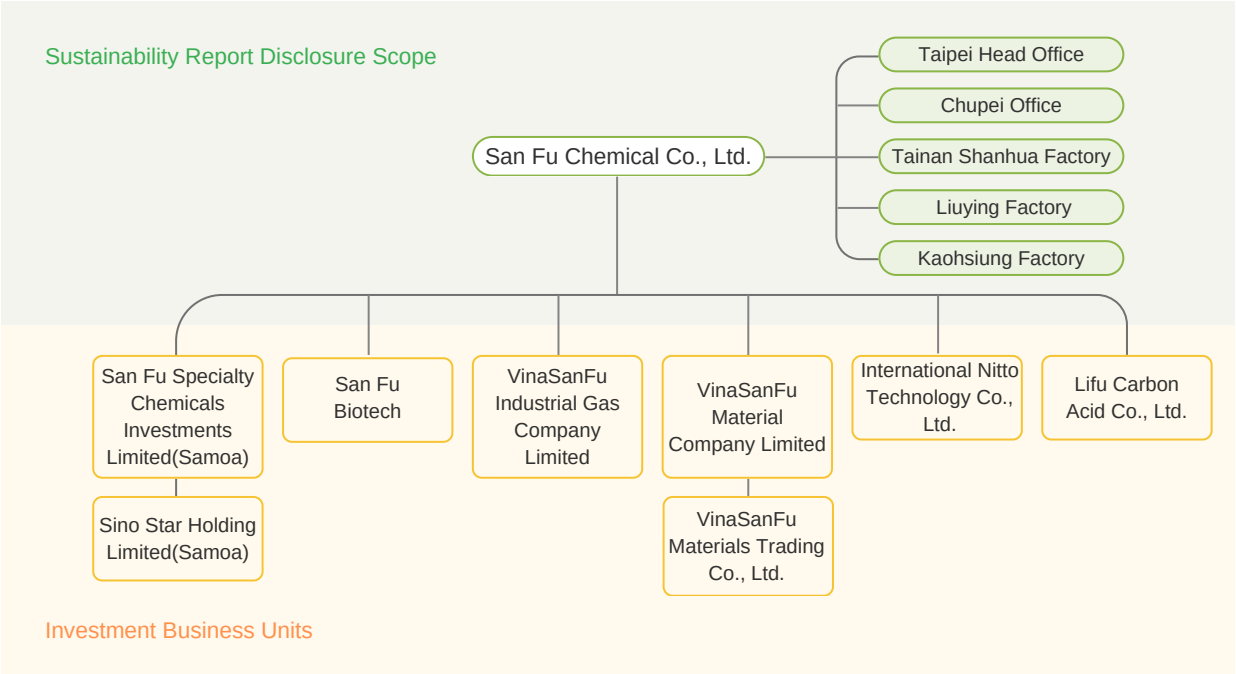 Sustainability Report Disclosure Scope
Taipei Head Office
Chupei Office
San Fu Chemical Co., Ltd.
Tainan Shanhua Factory
Liuying Factory
Kaohsiung Factory
San Fu Specialty
Chemicals
Investments
Limited(Samoa)
San Fu
Biotech
VinaSanFu
Industrial Gas
Company
Limited
VinaSanFu
Material
Company Limited
International Nitto
Technology Co.,
Ltd.
Lifu Carbon
Acid Co., Ltd.
Sino Star Holding
Limited(Samoa)
VinaSanFu
Materials Trading
Co., Ltd.
Investment Business Units